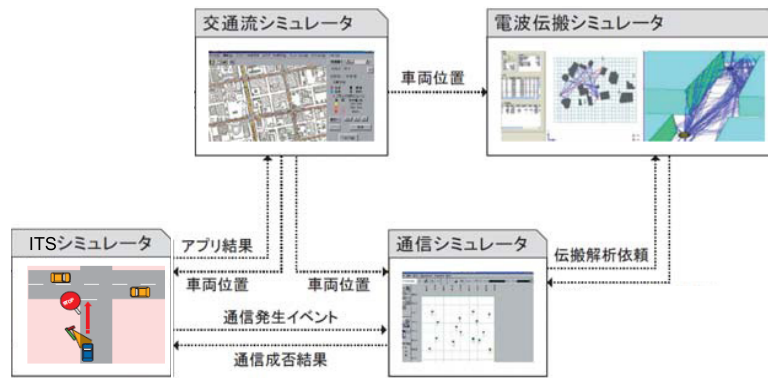 交通流シミュレータ
電波伝搬シミュレータ
車両位置
ITSシミュレータ
アプリ結果
通信シミュレータ
伝搬解析依頼
車両位置
車両位置
STOP
通信発生イベント
通信成否結果